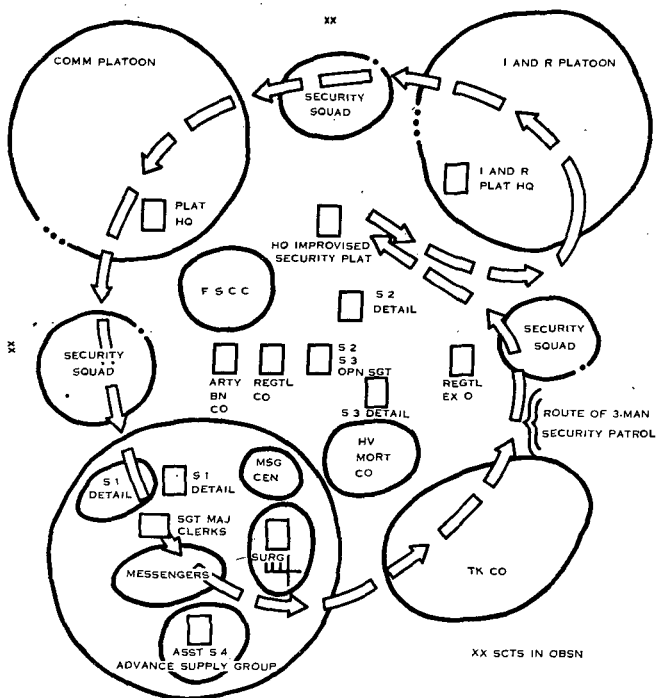 XX
COMM PLATOON
I AND R PLATOON
SECURITY
SQUAD
I AND R
PLAT HQ
PLAT
HQ
HQ IMPROVISED
SECURITY PLAT
FSCC
S 2
DETAIL
XX
SECURITY
SQUAD
SECURITY
SQUAD
S 2
S 3
OPN SGT
ARTY
BN
CO
REGTL
CO
REGTL
EX O
S 3 DETAIL
ROUTE OF 3-MAN
SECURITY PATROL
HV
MORT
CO
MSG
CEN
S 1
DETAIL
S 1
DETAIL
SGT MAJ
CLERKS
SURG
MESSENGERS
TK CO
ASST S 4
ADVANCE SUPPLY GROUP
XX SCTS IN OBSN